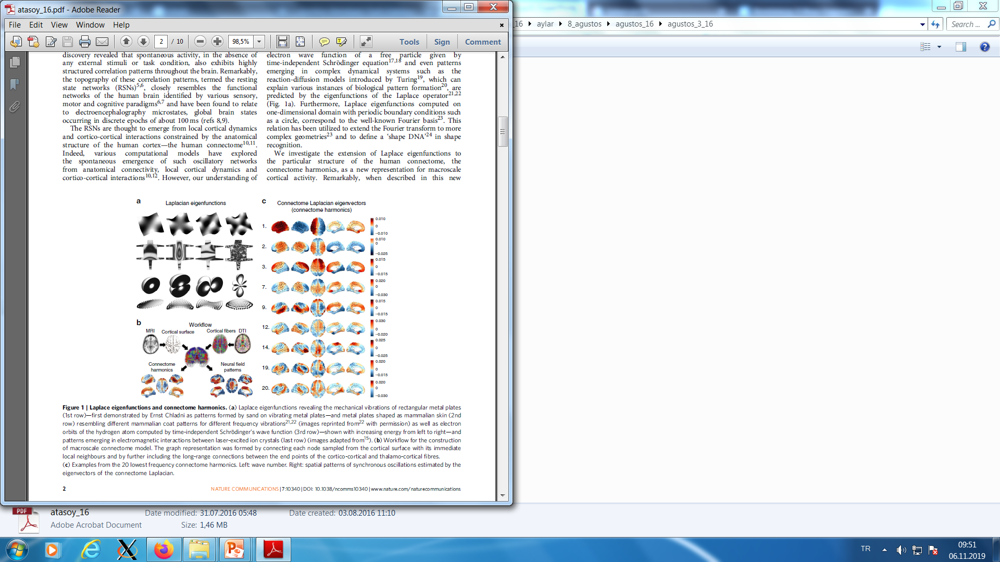 atasoy_16.pdf - Adobe Reader
File Edit View Window Help
2 / 10 98,5% Tools Sign Comment
16 aylar 8_agustos agustos_16 agustos_3_16
Search ...
discovery revealed that spontaneous activity, in the absence of
any external stimuli or task condition, also exhibits highly
structured correlation patterns throughout the brain. Remarkably,
the topography of these correlation patterns, termed the resting
state networks (RSNs)5,6, closely resembles the functional
networks of the human brain identified by various sensory,
motor and cognitive paradigms6,7 and have been found to relate
to electroencephalography microstates, global brain states
occurring in discrete epochs of about 100 ms (refs 8,9).
The RSNs are thought to emerge from local cortical dynamics
and cortico-cortical interactions constrained by the anatomical
structure of the human cortex—the human connectome10,11.
Indeed, various computational models have explored
the spontaneous emergence of such oscillatory networks
from anatomical connectivity, local cortical dynamics and
cortico-cortical interactions10,12. However, our understanding of
electron wave function of a free particle given by
time-independent Schrödinger equation17,18 and even patterns
emerging in complex dynamical systems such as the
reaction-diffusion models introduced by Turing19, which can
explain various instances of biological pattern formation20, are
predicted by the eigenfunctions of the Laplace operator21,22
(Fig. 1a). Furthermore, Laplace eigenfunctions computed on
one-dimensional domain with periodic boundary conditions such
as a circle, correspond to the well-known Fourier basis23. This
relation has been utilized to extend the Fourier transform to more
complex geometries23 and to define a ‘shape DNA’24 in shape
recognition.
We investigate the extension of Laplace eigenfunctions to
the particular structure of the human connectome, the
connectome harmonics, as a new representation for macroscale
cortical activity. Remarkably, when described in this new
a
Laplacian eigenfunctions
b
Workflow
MRI
Cortical surface
Cortical fibers
DTI
Connectome
harmonics
Neural field
patterns
c
Connectome Laplacian eigenvectors
(connectome harmonics)
1.
0.010
0
−0.010
2.
0.010
0
−0.025
3.
0.015
0
−0.015
7.
0.020
0
−0.030
9.
0.015
0
−0.015
12.
0.030
0
−0.020
14.
0.025
0
−0.025
19.
0.020
0
−0.015
20.
0.020
0
−0.030
Figure 1 | Laplace eigenfunctions and connectome harmonics. (a) Laplace eigenfunctions revealing the mechanical vibrations of rectangular metal plates
(1st row)—first demonstrated by Ernst Chladni as patterns formed by sand on vibrating metal plates—and metal plates shaped as mammalian skin (2nd
row) resembling different mammalian coat patterns for different frequency vibrations21,22 (images reprinted from22 with permission) as well as electron
orbits of the hydrogen atom computed by time-independent Schrödinger's wave function (3rd row)—shown with increasing energy from left to right—and
patterns emerging in electromagnetic interactions between laser-excited ion crystals (last row) (images adapted from15). (b) Workflow for the construction
of macroscale connectome model. The graph representation was formed by connecting each node sampled from the cortical surface with its immediate
local neighbours and by further including the long-range connections between the end points of the cortico-cortical and thalamo-cortical fibres.
(c) Examples from the 20 lowest frequency connectome harmonics. Left: wave number. Right: spatial patterns of synchronous oscillations estimated by the
eigenvectors of the connectome Laplacian.
2
NATURE COMMUNICATIONS | 7:10340 | DOI: 10.1038/ncomms10340 | www.nature.com/naturecommunications
PDF
atasoy_16 Date modified: 31.07.2016 05:48 Date created: 03.08.2016 11:10
Adobe Acrobat Document Size: 1,46 MB
TR
09:51
06.11.2019